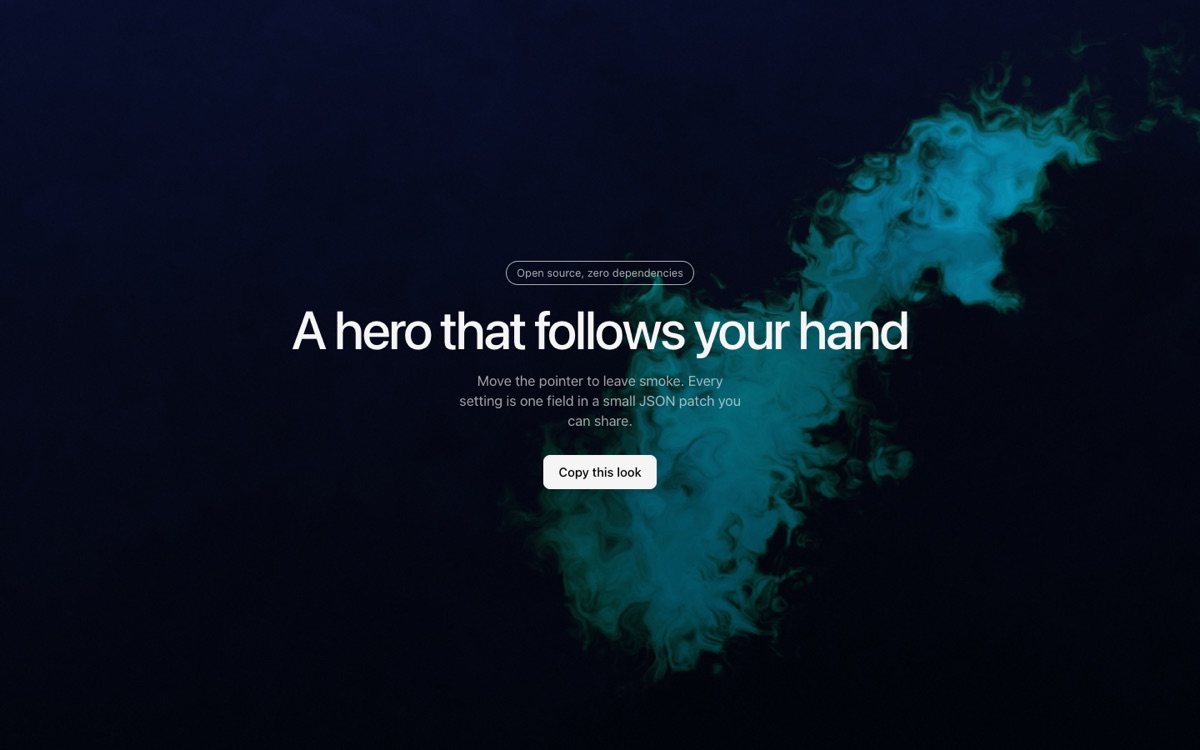 Open source, zero dependencies
A hero that follows your hand
Move the pointer to leave smoke. Every
setting is one field in a small JSON patch you
can share.
Copy this look